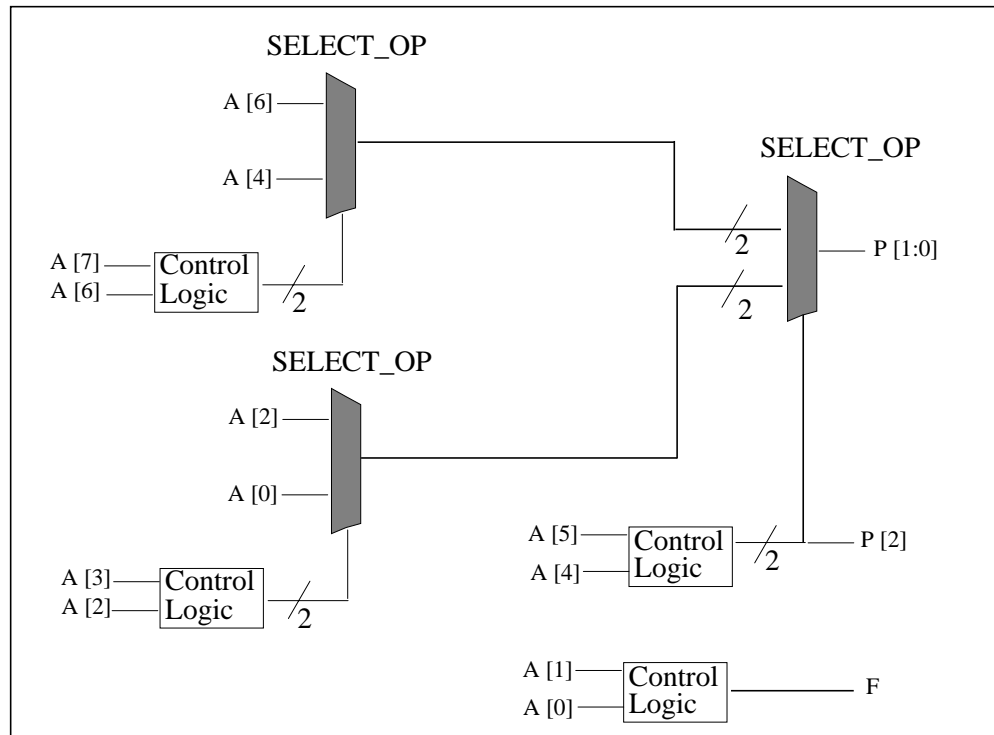 SELECT_OP
A [6]
A [4]
A [7]
A [6]
Control
Logic
2
SELECT_OP
2
2
P [1:0]
SELECT_OP
A [2]
A [0]
A [3]
A [2]
Control
Logic
2
A [5]
A [4]
Control
Logic
2
P [2]
A [1]
A [0]
Control
Logic
F